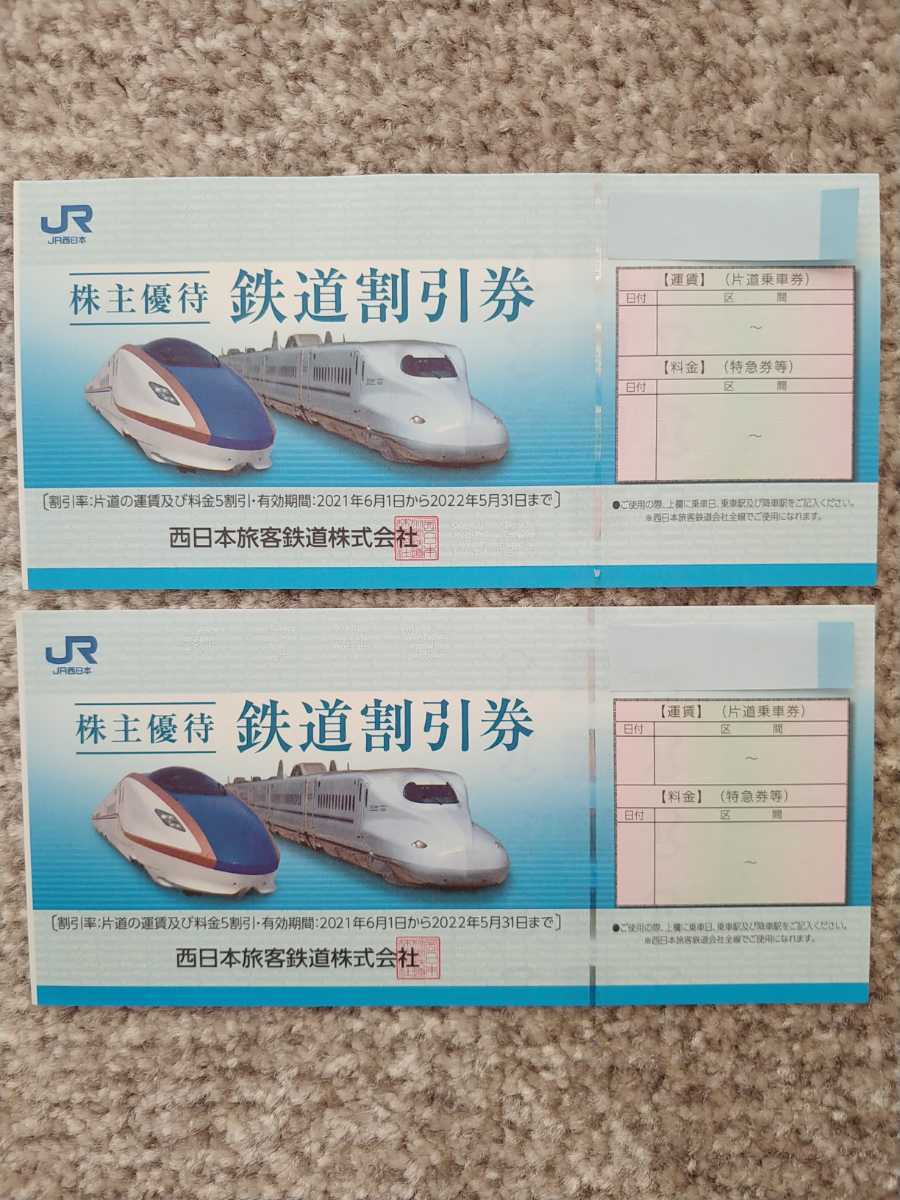 JR
JR西日本
株主優待 鉄道割引券
[割引率:片道の運賃及び料金5割引・有効期間:2021年6月1日から2022年5月31日まで]
西日本旅客鉄道株式会社
【運賃】（片道乗車券）
日付 区 間
～
【料金】（特急券等）
日付 区 間
～
●ご使用の際、上欄に乗車日、乗車駅及び降車駅をご記入ください。
※西日本旅客鉄道会社全線でご使用になれます。
JR
JR西日本
株主優待 鉄道割引券
[割引率:片道の運賃及び料金5割引・有効期間:2021年6月1日から2022年5月31日まで]
西日本旅客鉄道株式会社
【運賃】（片道乗車券）
日付 区 間
～
【料金】（特急券等）
日付 区 間
～
●ご使用の際、上欄に乗車日、乗車駅及び降車駅をご記入ください。
※西日本旅客鉄道会社全線でご使用になれます。